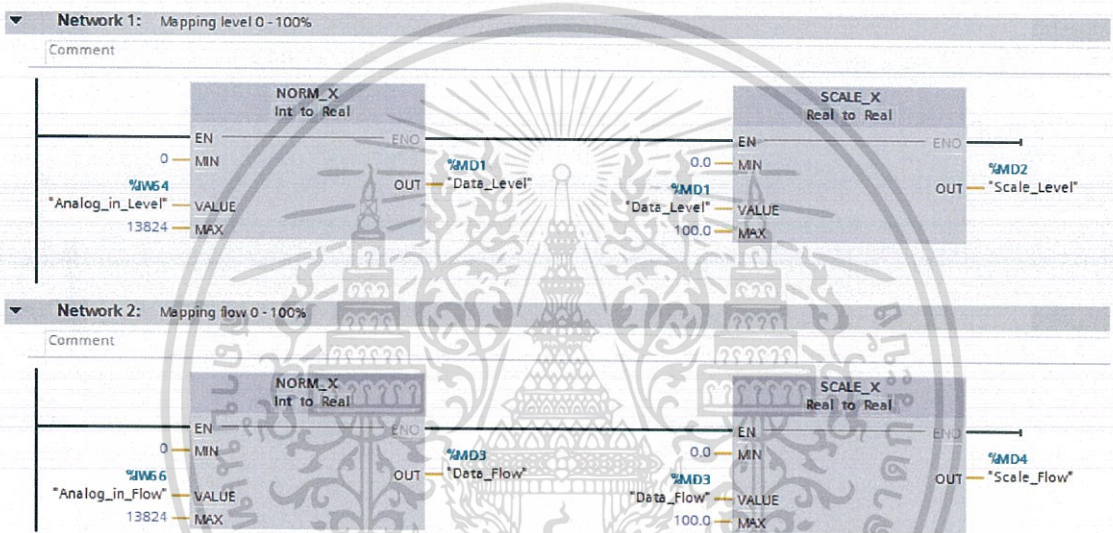 Network 1: Mapping level 0 - 100%
Comment
NORM_X
Int to Real
EN
ENO
0
MIN
%IW64
"Analog_in_Level"
VALUE
13824
MAX
OUT
%MD1
"Data_Level"
SCALE_X
Real to Real
EN
ENO
0.0
MIN
%MD1
"Data_Level"
VALUE
100.0
MAX
OUT
%MD2
"Scale_Level"
Network 2: Mapping flow 0 - 100%
Comment
NORM_X
Int to Real
EN
ENO
0
MIN
%IW66
"Analog_in_Flow"
VALUE
13824
MAX
OUT
%MD3
"Data_Flow"
SCALE_X
Real to Real
EN
ENO
0.0
MIN
%MD3
"Data_Flow"
VALUE
100.0
MAX
OUT
%MD4
"Scale_Flow"